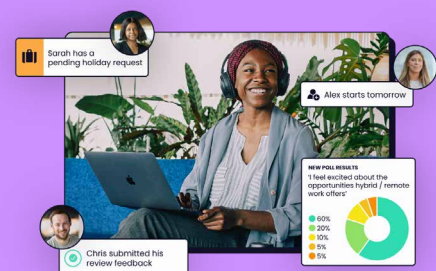 Sarah has a
pending holiday request
Alex starts tomorrow
NEW POLL RESULTS
'I feel excited about the
opportunities hybrid / remote
work offers'
60%
20%
10%
5%
5%
Chris submitted his
review feedback